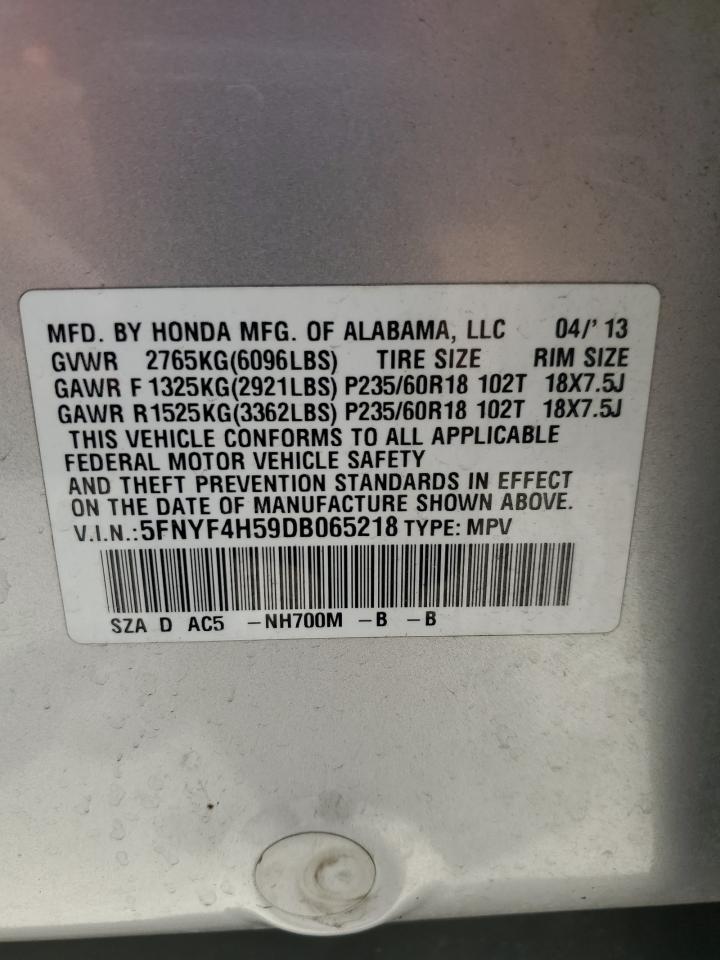 MFD. BY HONDA MFG. OF ALABAMA, LLC 04/'13
GVWR 2765KG(6096LBS) TIRE SIZE RIM SIZE
GAWR F 1325KG(2921LBS) P235/60R18 102T 18X7.5J
GAWR R1525KG(3362LBS) P235/60R18 102T 18X7.5J
THIS VEHICLE CONFORMS TO ALL APPLICABLE
FEDERAL MOTOR VEHICLE SAFETY
AND THEFT PREVENTION STANDARDS IN EFFECT
ON THE DATE OF MANUFACTURE SHOWN ABOVE.
V.I.N.:5FNYF4H59DB065218 TYPE: MPV
SZA D AC5 -NH700M -B -B